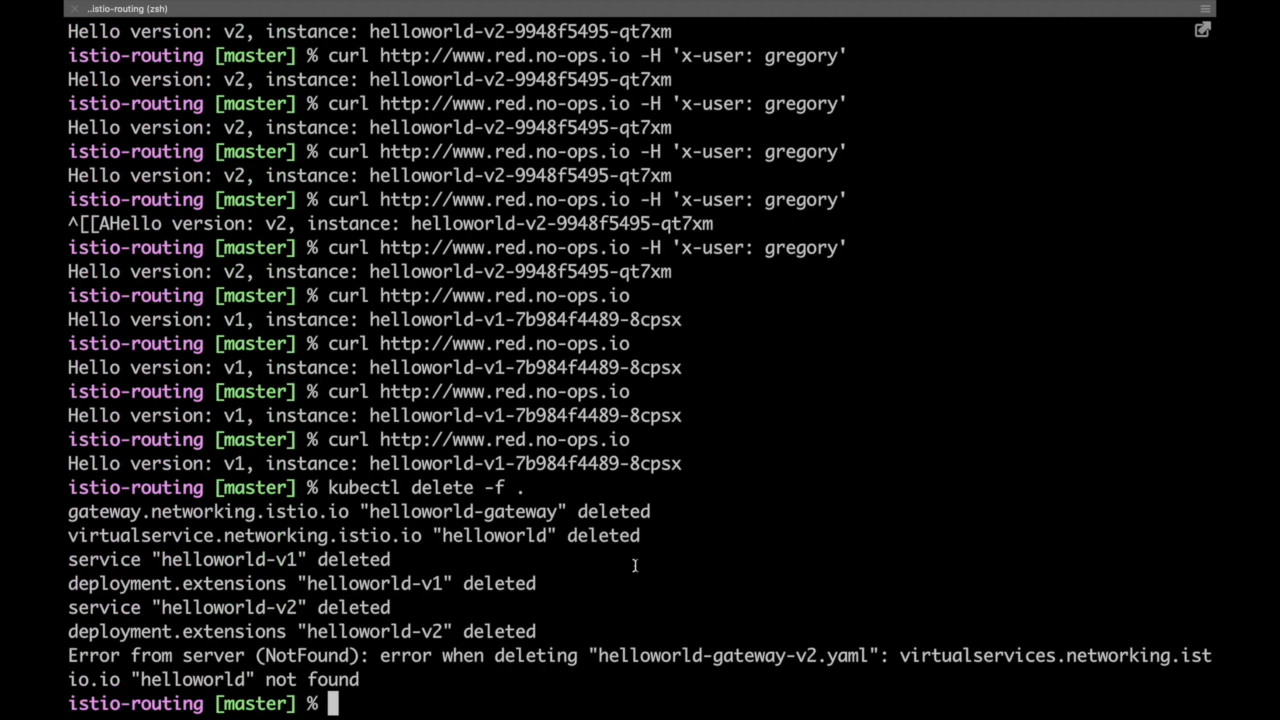 ..istio-routing (zsh)
Hello version: v2, instance: helloworld-v2-9948f5495-qt7xm
istio-routing [master] % curl http://www.red.no-ops.io -H 'x-user: gregory'
Hello version: v2, instance: helloworld-v2-9948f5495-qt7xm
istio-routing [master] % curl http://www.red.no-ops.io -H 'x-user: gregory'
Hello version: v2, instance: helloworld-v2-9948f5495-qt7xm
istio-routing [master] % curl http://www.red.no-ops.io -H 'x-user: gregory'
Hello version: v2, instance: helloworld-v2-9948f5495-qt7xm
istio-routing [master] % curl http://www.red.no-ops.io -H 'x-user: gregory'
^[[AHello version: v2, instance: helloworld-v2-9948f5495-qt7xm
istio-routing [master] % curl http://www.red.no-ops.io -H 'x-user: gregory'
Hello version: v2, instance: helloworld-v2-9948f5495-qt7xm
istio-routing [master] % curl http://www.red.no-ops.io
Hello version: v1, instance: helloworld-v1-7b984f4489-8cpsx
istio-routing [master] % curl http://www.red.no-ops.io
Hello version: v1, instance: helloworld-v1-7b984f4489-8cpsx
istio-routing [master] % curl http://www.red.no-ops.io
Hello version: v1, instance: helloworld-v1-7b984f4489-8cpsx
istio-routing [master] % curl http://www.red.no-ops.io
Hello version: v1, instance: helloworld-v1-7b984f4489-8cpsx
istio-routing [master] % kubectl delete -f .
gateway.networking.istio.io "helloworld-gateway" deleted
virtualservice.networking.istio.io "helloworld" deleted
service "helloworld-v1" deleted
deployment.extensions "helloworld-v1" deleted
service "helloworld-v2" deleted
deployment.extensions "helloworld-v2" deleted
Error from server (NotFound): error when deleting "helloworld-gateway-v2.yaml": virtualservices.networking.ist
io.io "helloworld" not found
istio-routing [master] %